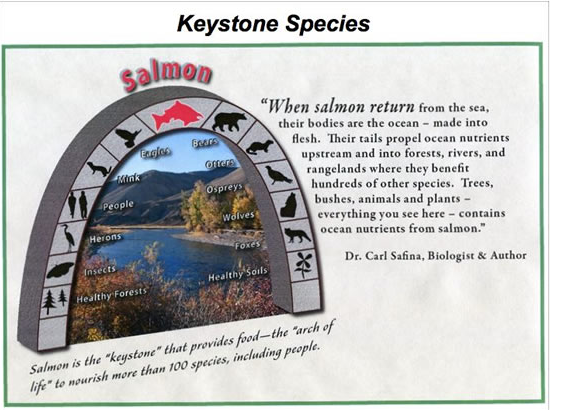 Keystone Species
Salmon
“When salmon return from the sea,
their bodies are the ocean – made into
flesh. Their tails propel ocean nutrients
upstream and into forests, rivers, and
rangelands where they benefit
hundreds of other species. Trees,
bushes, animals and plants –
everything you see here – contains
ocean nutrients from salmon.”
Dr. Carl Safina, Biologist & Author
Eagles
Bears
Mink
Otters
People
Ospreys
Herons
Wolves
Insects
Foxes
Healthy Forests
Healthy Soils
Salmon is the "keystone" that provides food—the "arch of
life" to nourish more than 100 species, including people.